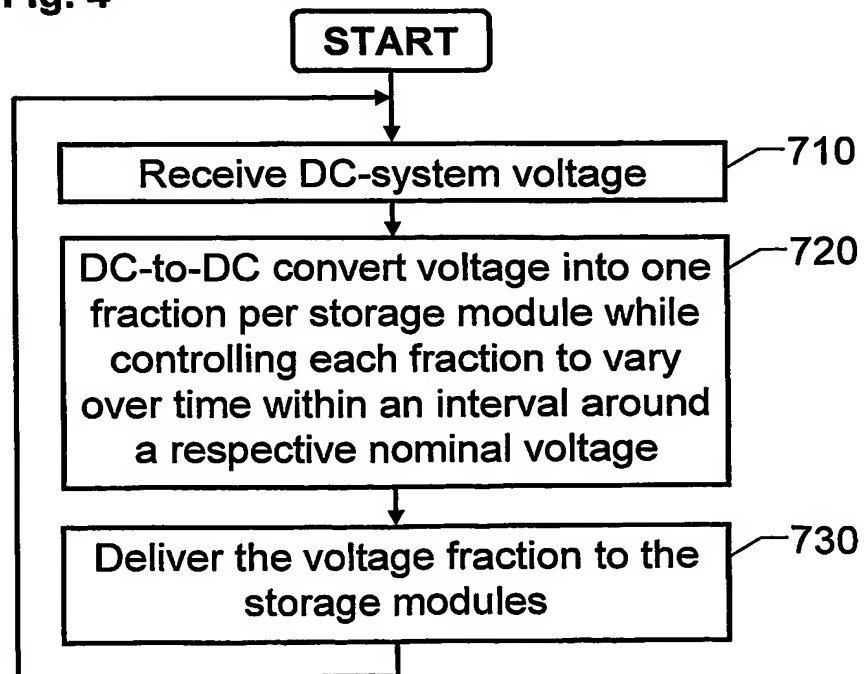 Fig. 4
START
Receive DC-system voltage
710
DC-to-DC convert voltage into one
fraction per storage module while
controlling each fraction to vary
over time within an interval around
a respective nominal voltage
720
Deliver the voltage fraction to the
storage modules
730